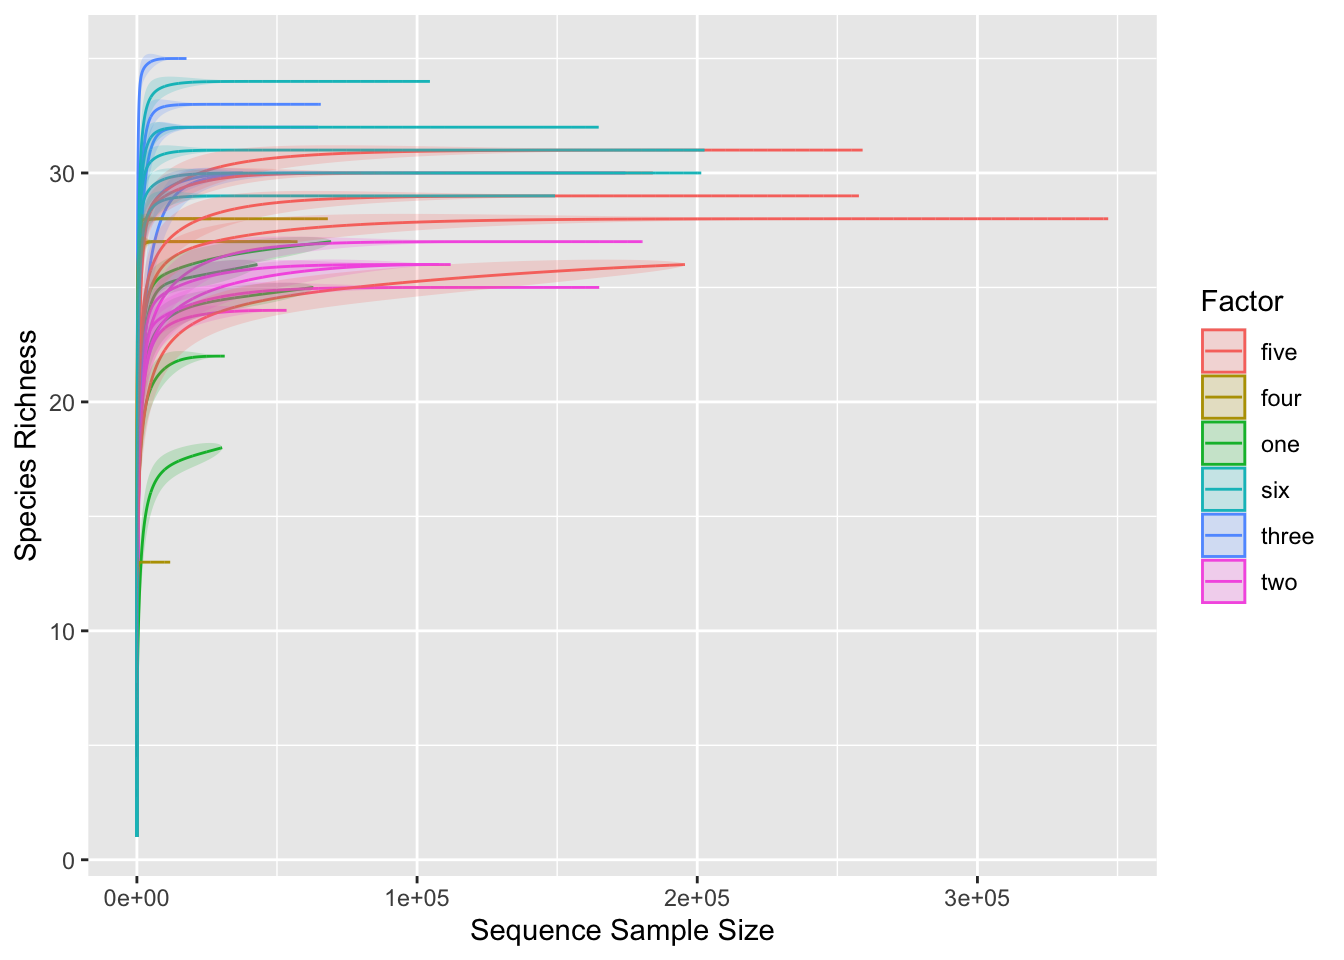 Species Richness
30
20
10
0
0e+00
1e+05
2e+05
3e+05
Sequence Sample Size
Factor
five
four
one
six
three
two